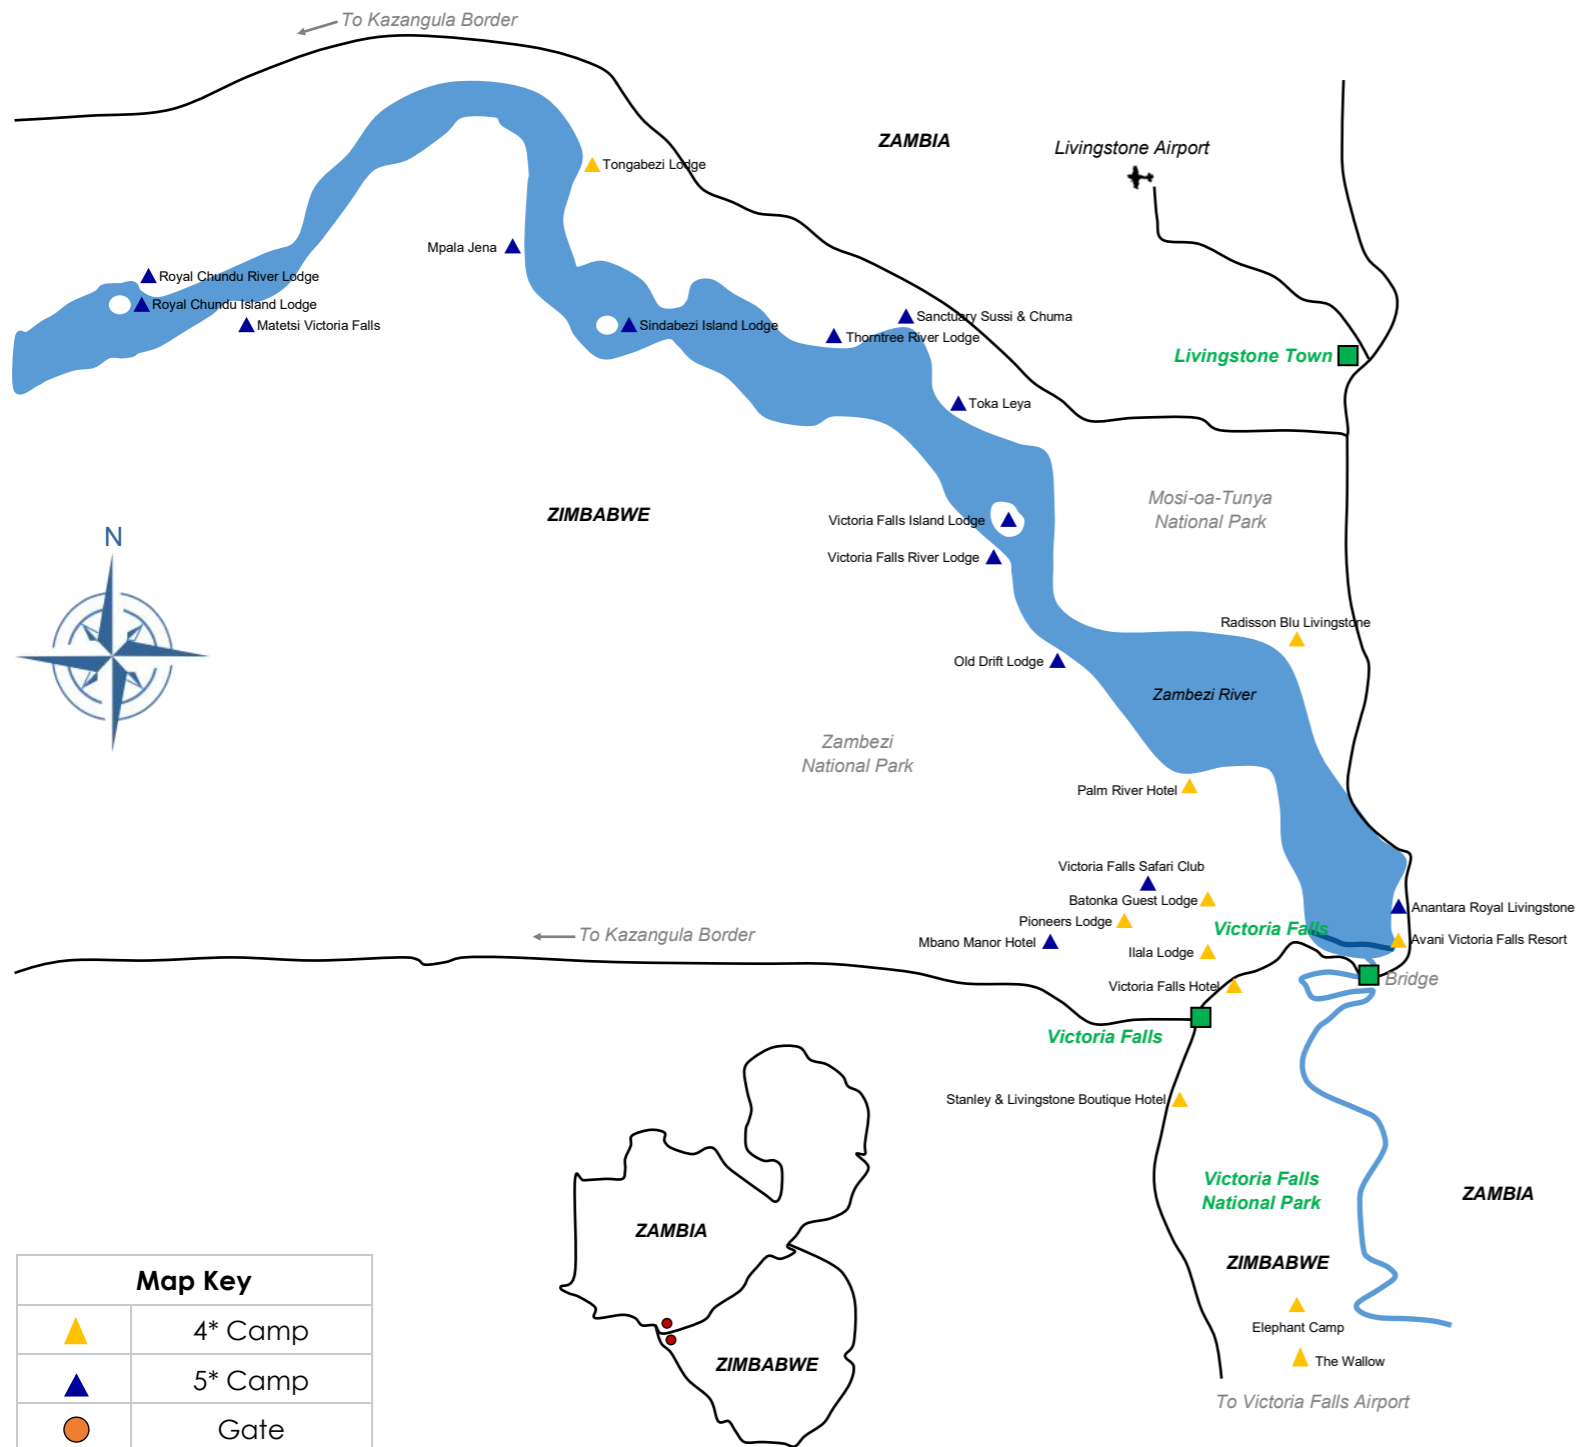 To Kazangula Border
ZAMBIA
Livingstone Airport
Tongabezi Lodge
Mpala Jena
Royal Chundu River Lodge
Royal Chundu Island Lodge
Matetsi Victoria Falls
Sindabezi Island Lodge
Sanctuary Sussi & Chuma
Thorntree River Lodge
Livingstone Town
Toka Leya
Mosi-oa-Tunya
National Park
ZIMBABWE
Victoria Falls Island Lodge
Victoria Falls River Lodge
N
Radisson Blu Livingstone
Old Drift Lodge
Zambezi River
Zambezi
National Park
Palm River Hotel
Victoria Falls Safari Club
Batonka Guest Lodge
Pioneers Lodge
Mbano Manor Hotel
Ilala Lodge
Victoria Falls
Anantara Royal Livingstone
Avani Victoria Falls Resort
To Kazangula Border
Victoria Falls Hotel
Bridge
Victoria Falls
Stanley & Livingstone Boutique Hotel
Victoria Falls
National Park
ZAMBIA
ZIMBABWE
Elephant Camp
The Wallow
To Victoria Falls Airport
ZAMBIA
ZIMBABWE
Map Key
4* Camp
5* Camp
Gate